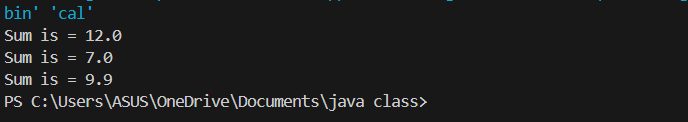 bin' 'cal'
Sum is = 12.0
Sum is = 7.0
Sum is = 9.9
PS C:\Users\ASUS\OneDrive\Documents\java class>